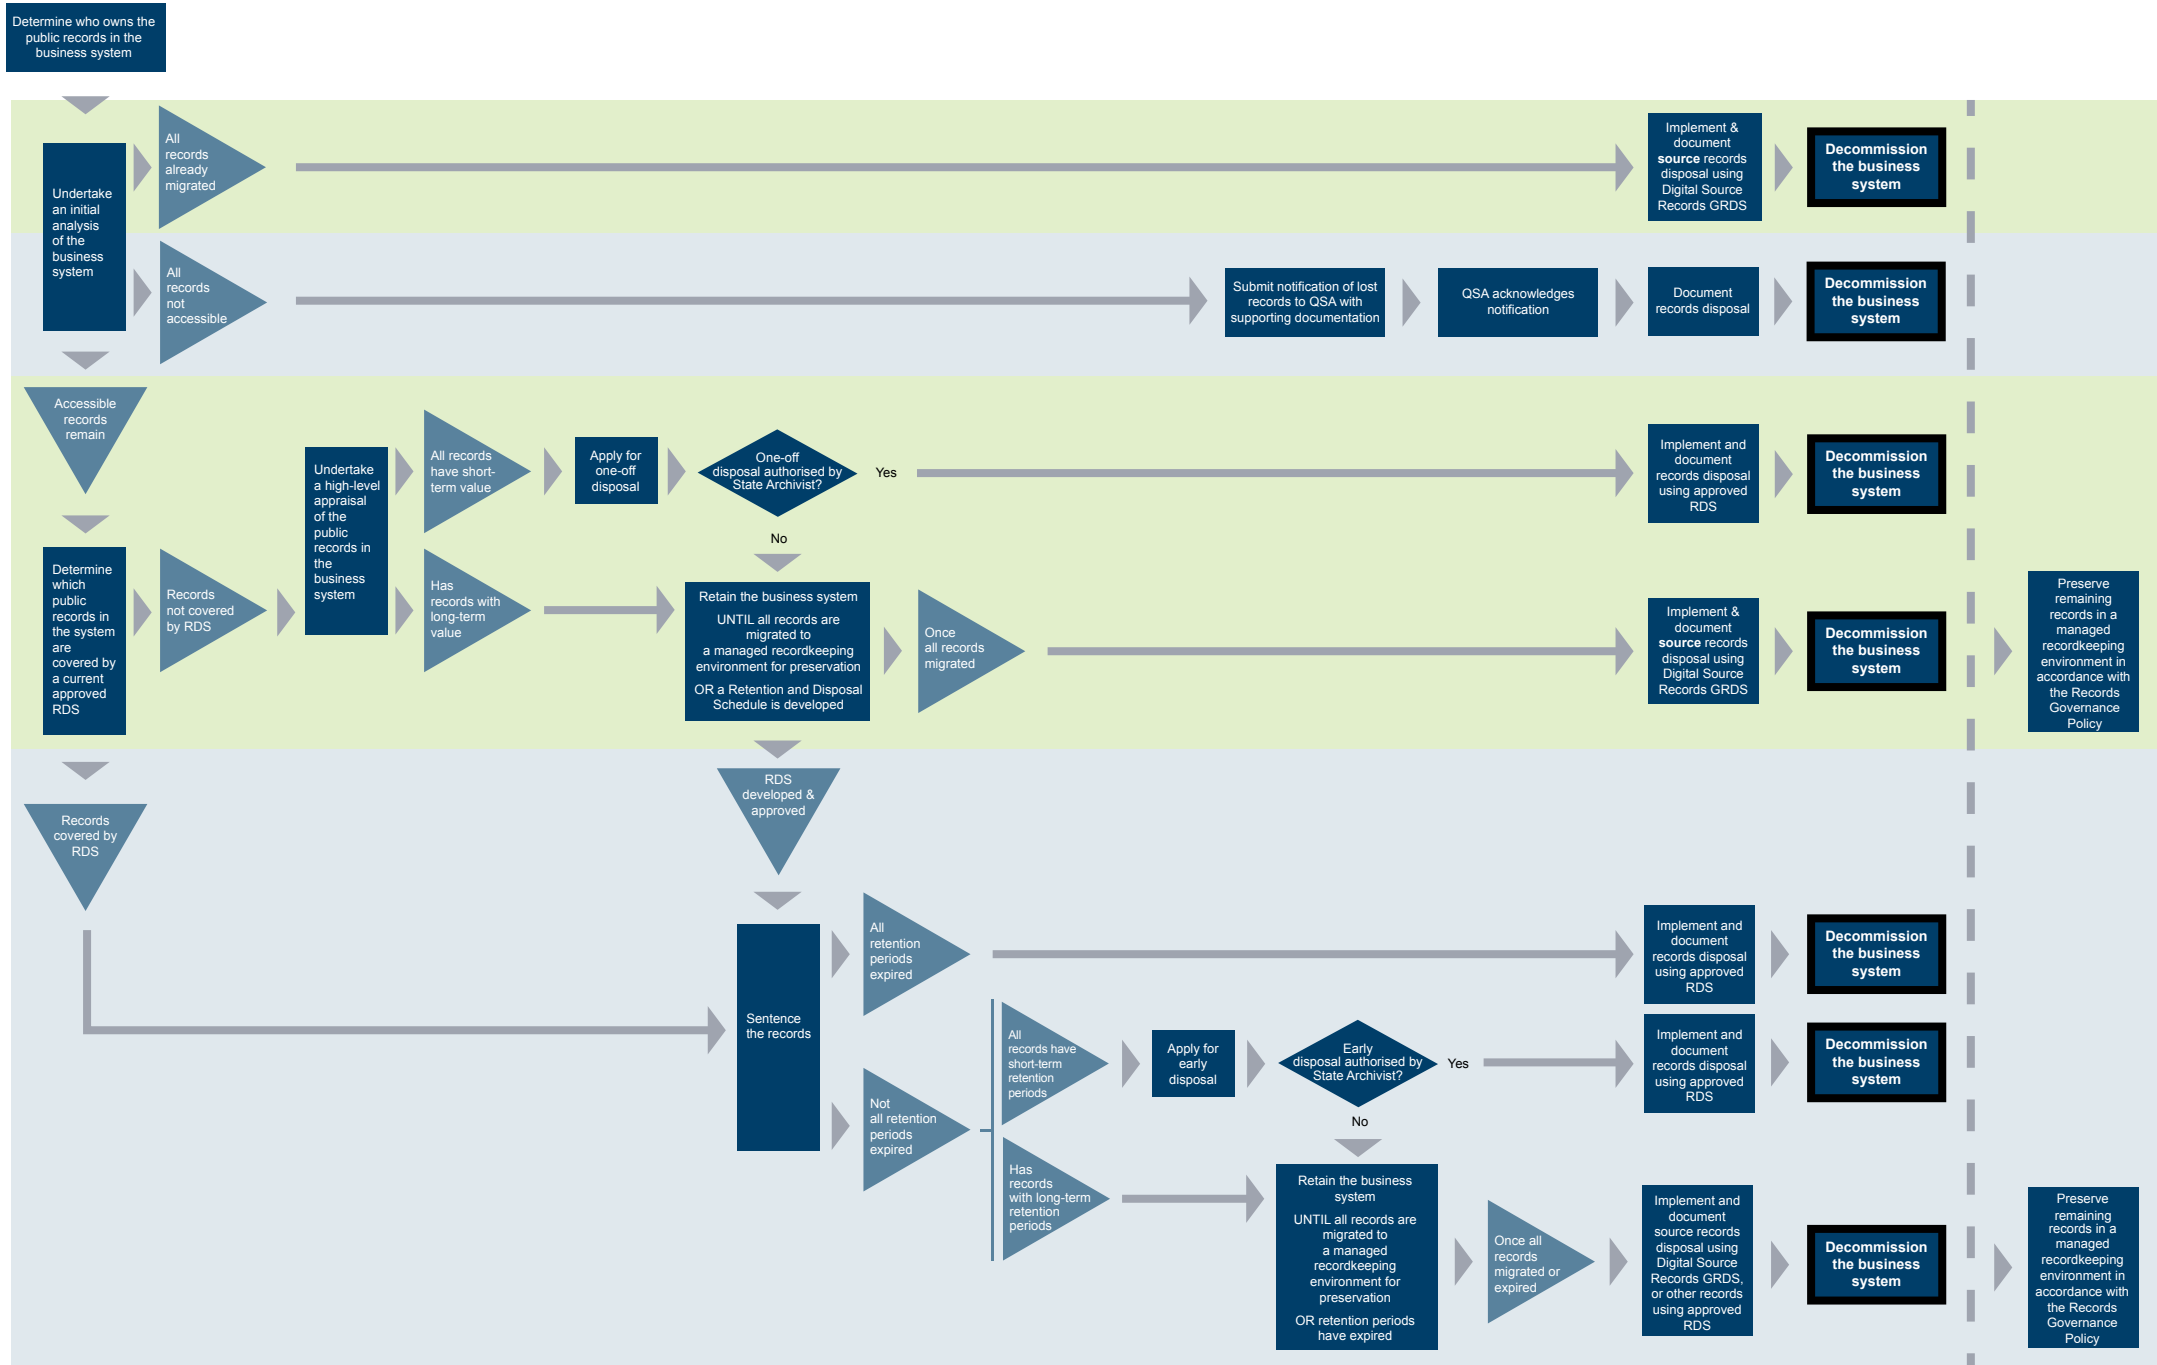 Determine who owns the
public records in the
business system
Undertake
an initial
analysis
of the
business
system
All
records
already
migrated
Implement &
document
source records
disposal using
Digital Source
Records GRDS
Decommission
the business
system
All
records
not
accessible
Submit notification of lost
records to QSA with
supporting documentation
QSA acknowledges
notification
Document
records disposal
Decommission
the business
system
Accessible
records
remain
Determine
which
public
records in
the system
are
covered by
a current
approved
RDS
Records
not covered
by RDS
Undertake
a high-level
appraisal
of the
public
records in
the
business
system
All records
have short-
term value
Apply for
one-off
disposal
One-off
disposal authorised by
State Archivist?
Yes
Implement and
document
records disposal
using approved
RDS
Decommission
the business
system
No
Has
records with
long-term
value
Retain the business system
UNTIL all records are
migrated to
a managed recordkeeping
environment for preservation
OR a Retention and Disposal
Schedule is developed
Once
all records
migrated
Implement &
document
source records
disposal using
Digital Source
Records GRDS
Decommission
the business
system
Preserve
remaining
records in a
managed
recordkeeping
environment in
accordance with
the Records
Governance
Policy
Records
covered by
RDS
RDS
developed &
approved
Sentence
the records
All
retention
periods
expired
Implement and
document
records disposal
using approved
RDS
Decommission
the business
system
Not
all retention
periods
expired
All
records have
short-term
retention
periods
Apply for
early
disposal
Early
disposal authorised by
State Archivist?
Yes
Implement and
document
records disposal
using approved
RDS
Decommission
the business
system
No
Has
records
with long-term
retention
periods
Retain the business
system
UNTIL all records are
migrated to
a managed
recordkeeping
environment for
preservation
OR retention periods
have expired
Once all
records
migrated or
expired
Implement and
document
source records
disposal using
Digital Source
Records GRDS,
or other records
using approved
RDS
Decommission
the business
system
Preserve
remaining
records in a
managed
recordkeeping
environment in
accordance with
the Records
Governance
Policy